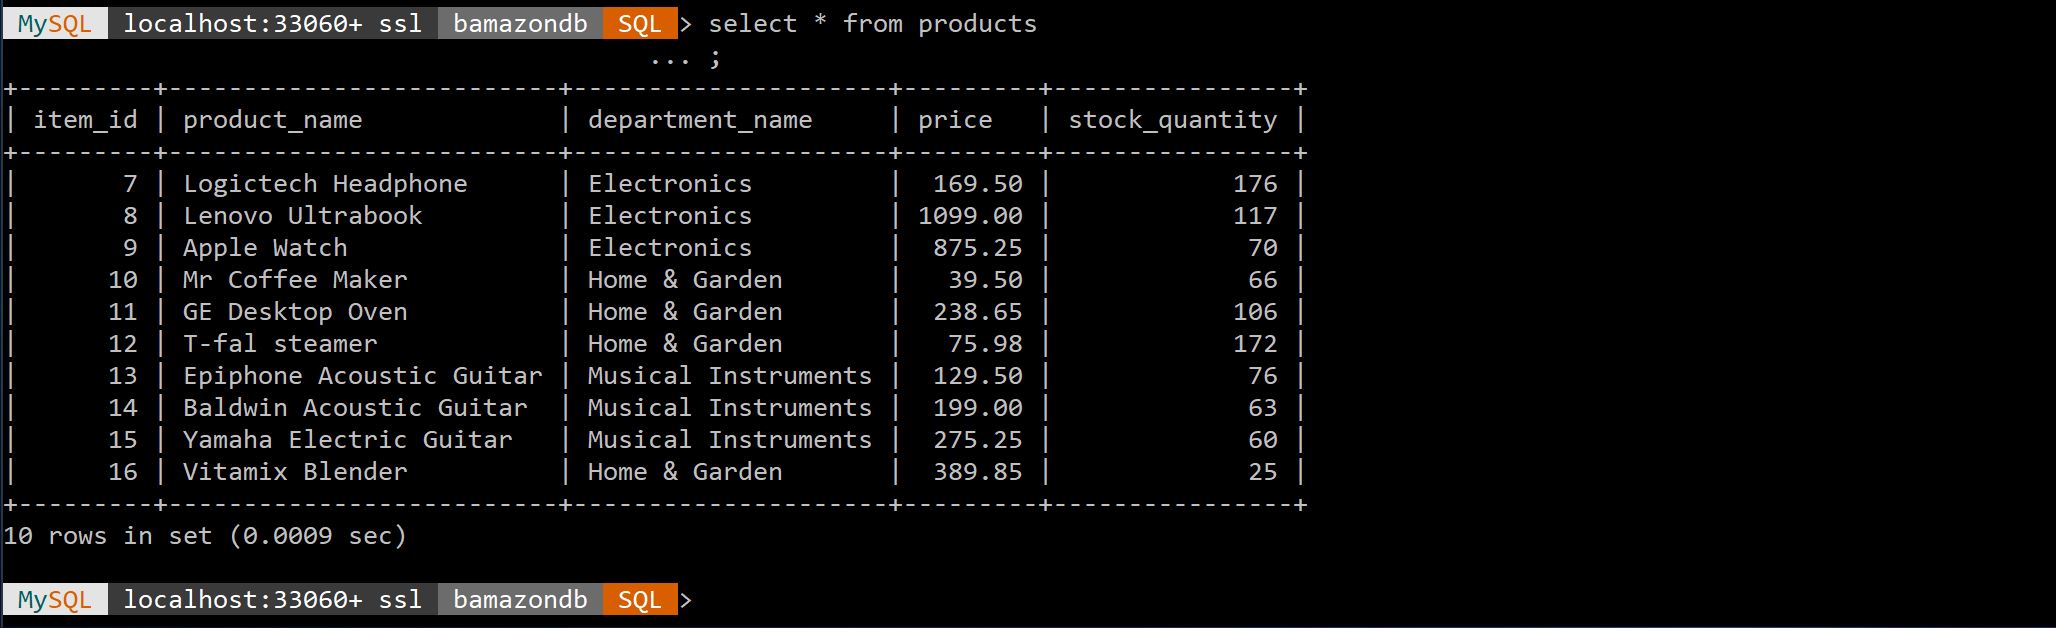 MySQL localhost:33060+ ssl bamazondb SQL > select * from products
... ;
+---------+--------------------------+---------------------+---------+----------------+
| item_id | product_name             | department_name     | price   | stock_quantity |
+---------+--------------------------+---------------------+---------+----------------+
|       7 | Logictech Headphone      | Electronics         |  169.50 |            176 |
|       8 | Lenovo Ultrabook         | Electronics         | 1099.00 |            117 |
|       9 | Apple Watch              | Electronics         |  875.25 |             70 |
|      10 | Mr Coffee Maker          | Home & Garden       |   39.50 |             66 |
|      11 | GE Desktop Oven          | Home & Garden       |  238.65 |            106 |
|      12 | T-fal steamer            | Home & Garden       |   75.98 |            172 |
|      13 | Epiphone Acoustic Guitar | Musical Instruments |  129.50 |             76 |
|      14 | Baldwin Acoustic Guitar  | Musical Instruments |  199.00 |             63 |
|      15 | Yamaha Electric Guitar   | Musical Instruments |  275.25 |             60 |
|      16 | Vitamix Blender          | Home & Garden       |  389.85 |             25 |
+---------+--------------------------+---------------------+---------+----------------+
10 rows in set (0.0009 sec)
MySQL localhost:33060+ ssl bamazondb SQL >